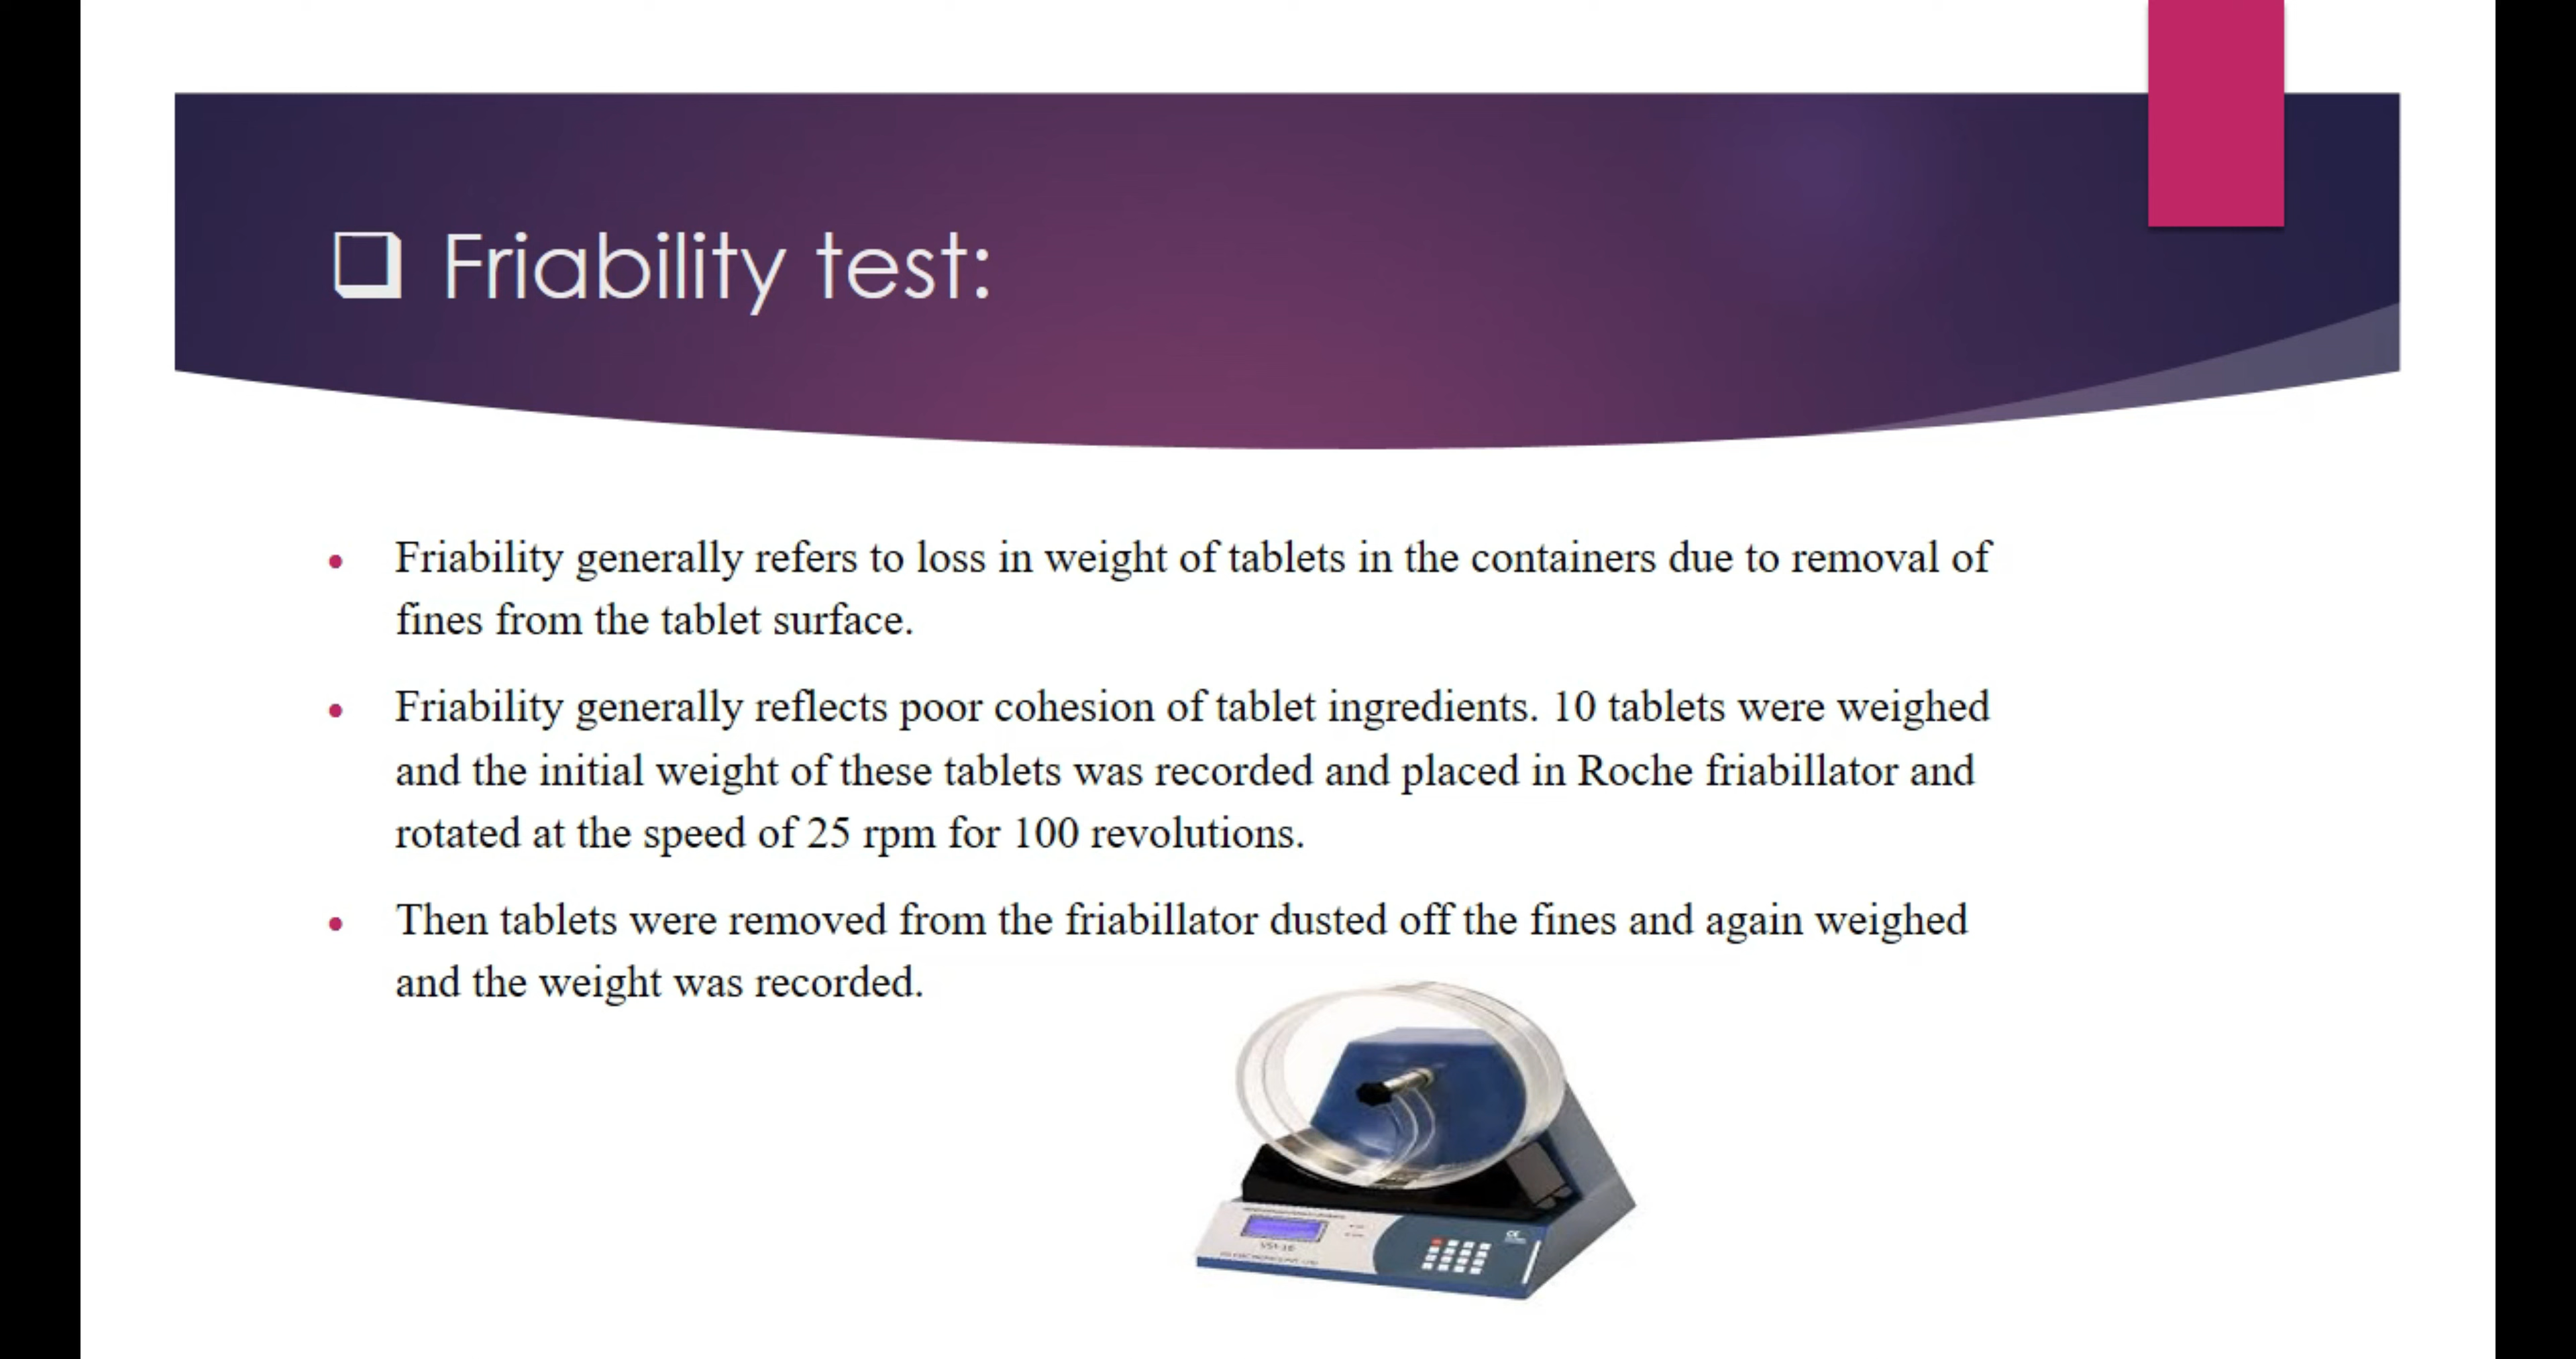 Friability test:
Friability generally refers to loss in weight of tablets in the containers due to removal of
fines from the tablet surface.
Friability generally reflects poor cohesion of tablet ingredients. 10 tablets were weighed
and the initial weight of these tablets was recorded and placed in Roche friabillator and
rotated at the speed of 25 rpm for 100 revolutions.
Then tablets were removed from the friabillator dusted off the fines and again weighed
and the weight was recorded.
CE